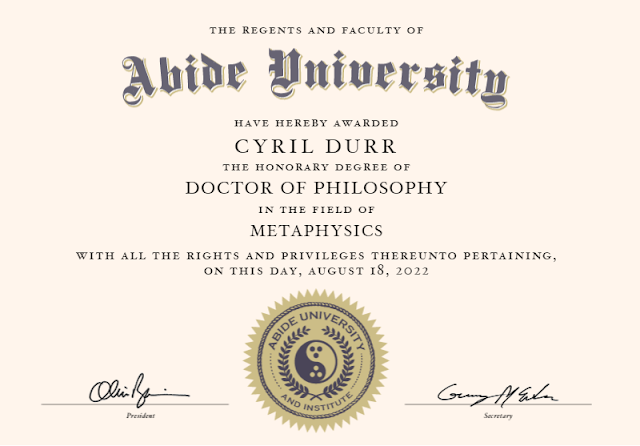 THE REGENTS AND FACULTY OF
Abide University
HAVE HEREBY AWARDED
CYRIL DURR
THE HONORARY DEGREE OF
DOCTOR OF PHILOSOPHY
IN THE FIELD OF
METAPHYSICS
WITH ALL THE RIGHTS AND PRIVILEGES THEREUNTO PERTAINING,
ON THIS DAY, AUGUST 18, 2022
ABIDE UNIVERSITY
AND INSTITUTE
President
Secretary